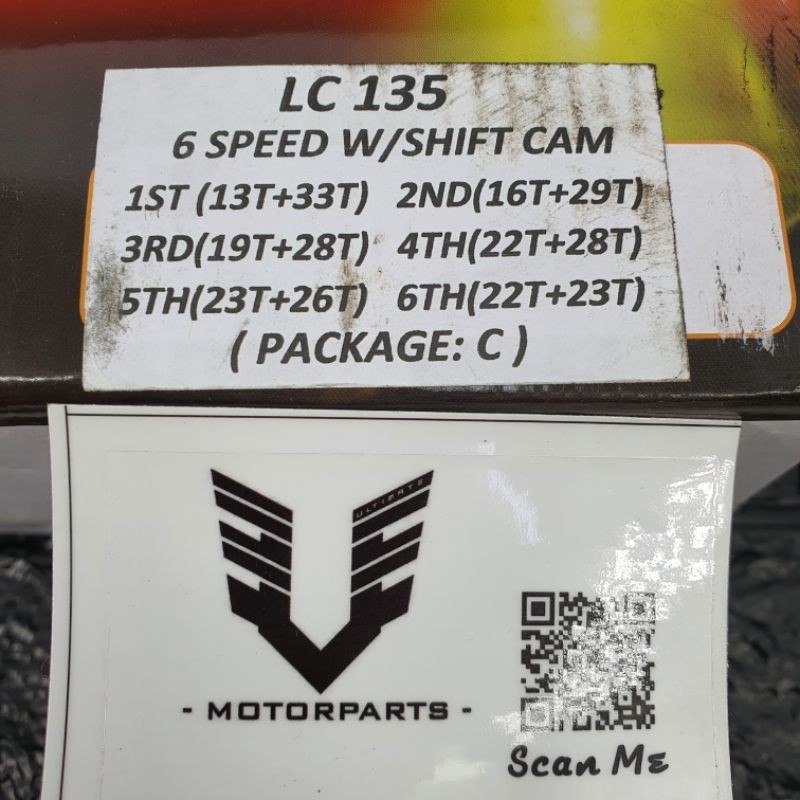 LC 135
6 SPEED W/SHIFT CAM
1ST (13T+33T) 2ND(16T+29T)
3RD(19T+28T) 4TH(22T+28T)
5TH(23T+26T) 6TH(22T+23T)
( PACKAGE: C )
ULTIMATE
- MOTORPARTS -
Scan Me